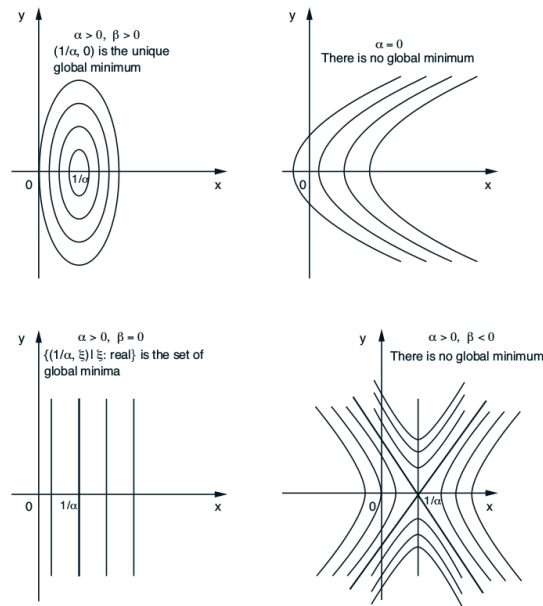 y
α > 0, β > 0
(1/α, 0) is the unique
global minimum
0
1/α
x
y
α = 0
There is no global minimum
0
x
y
α > 0, β = 0
{(1/α, ξ) | ξ: real} is the set of
global minima
0
1/α
x
y
α > 0, β < 0
There is no global minimum
0
1/α
x